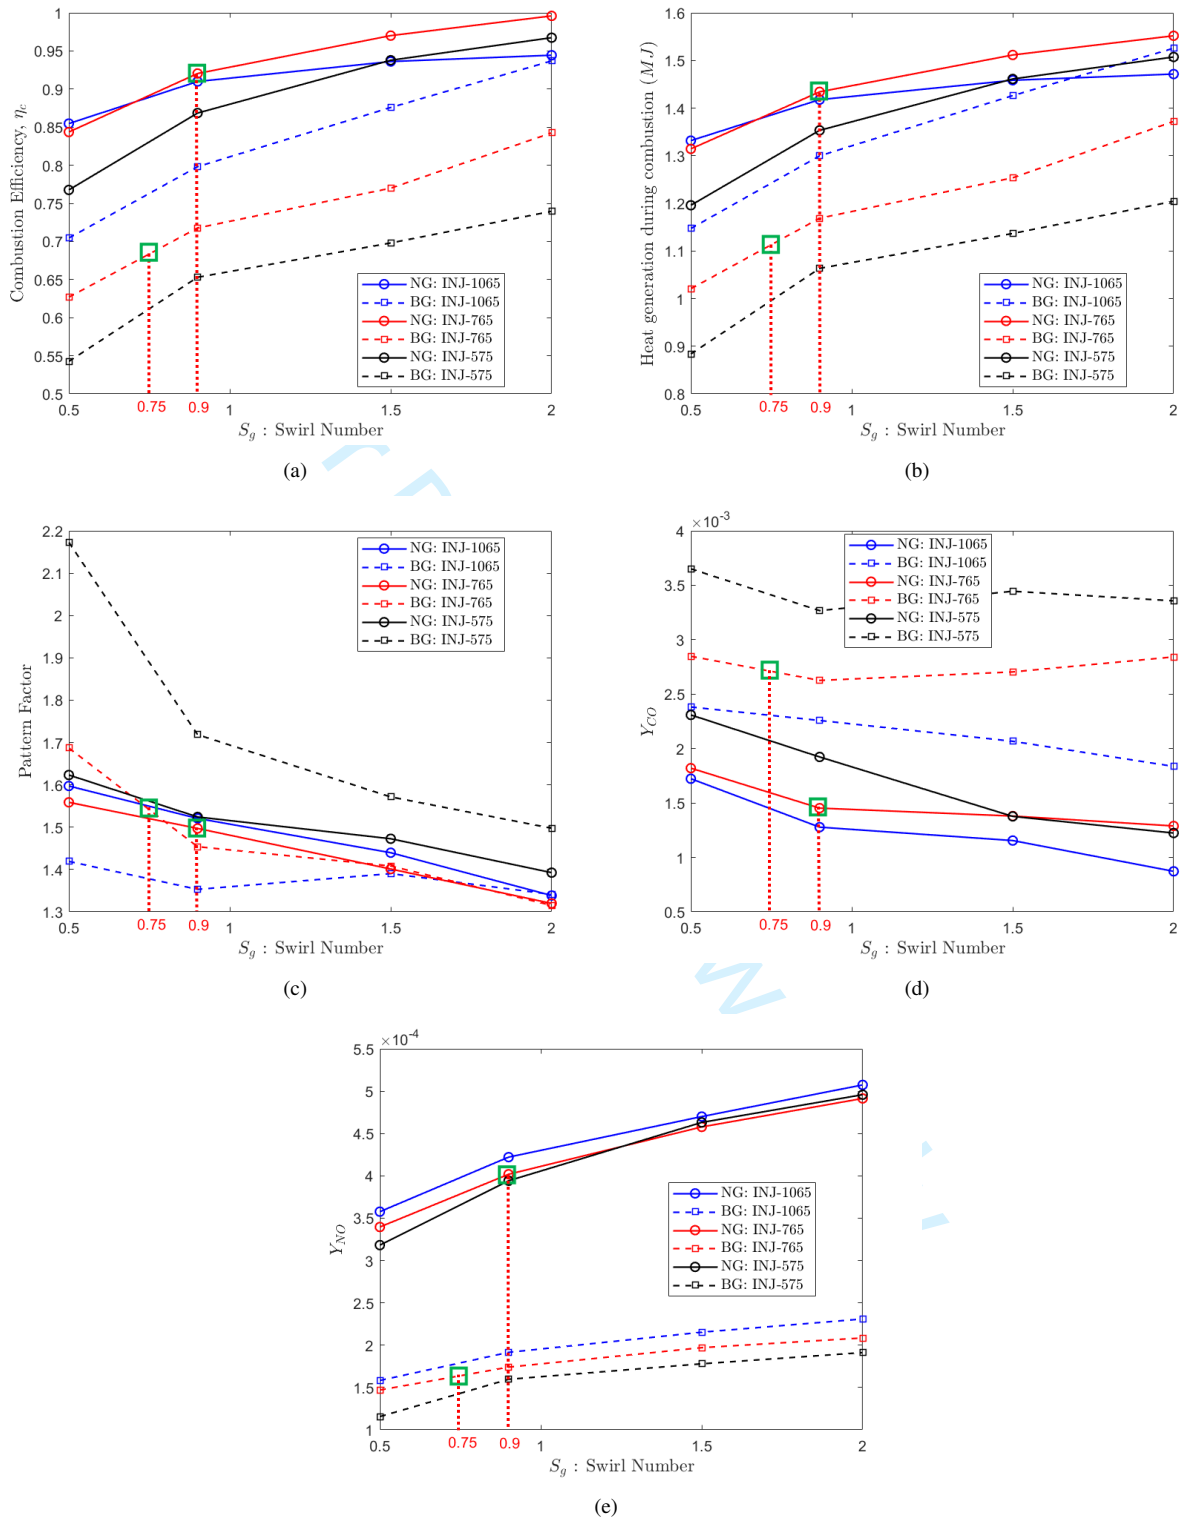 1
0.95
0.9
0.85
0.8
0.75
0.7
0.65
0.6
0.55
0.5
Combustion Efficiency, η_c
NG: INJ-1065
BG: INJ-1065
NG: INJ-765
BG: INJ-765
NG: INJ-575
BG: INJ-575
0.5 0.75 0.9 1 1.5 2
S_g : Swirl Number
(a)
1.6
1.5
1.4
1.3
1.2
1.1
1
0.9
0.8
Heat generation during combustion (MJ)
NG: INJ-1065
BG: INJ-1065
NG: INJ-765
BG: INJ-765
NG: INJ-575
BG: INJ-575
0.5 0.75 0.9 1 1.5 2
S_g : Swirl Number
(b)
2.2
2.1
2
1.9
1.8
1.7
1.6
1.5
1.4
1.3
Pattern Factor
NG: INJ-1065
BG: INJ-1065
NG: INJ-765
BG: INJ-765
NG: INJ-575
BG: INJ-575
0.5 0.75 0.9 1 1.5 2
S_g : Swirl Number
(c)
×10^-3
4
3.5
3
2.5
2
1.5
1
0.5
Y_CO
NG: INJ-1065
BG: INJ-1065
NG: INJ-765
BG: INJ-765
NG: INJ-575
BG: INJ-575
0.5 0.75 0.9 1 1.5 2
S_g : Swirl Number
(d)
×10^-4
5.5
5
4.5
4
3.5
3
2.5
2
1.5
1
Y_NO
NG: INJ-1065
BG: INJ-1065
NG: INJ-765
BG: INJ-765
NG: INJ-575
BG: INJ-575
0.5 0.75 0.9 1 1.5 2
S_g : Swirl Number
(e)